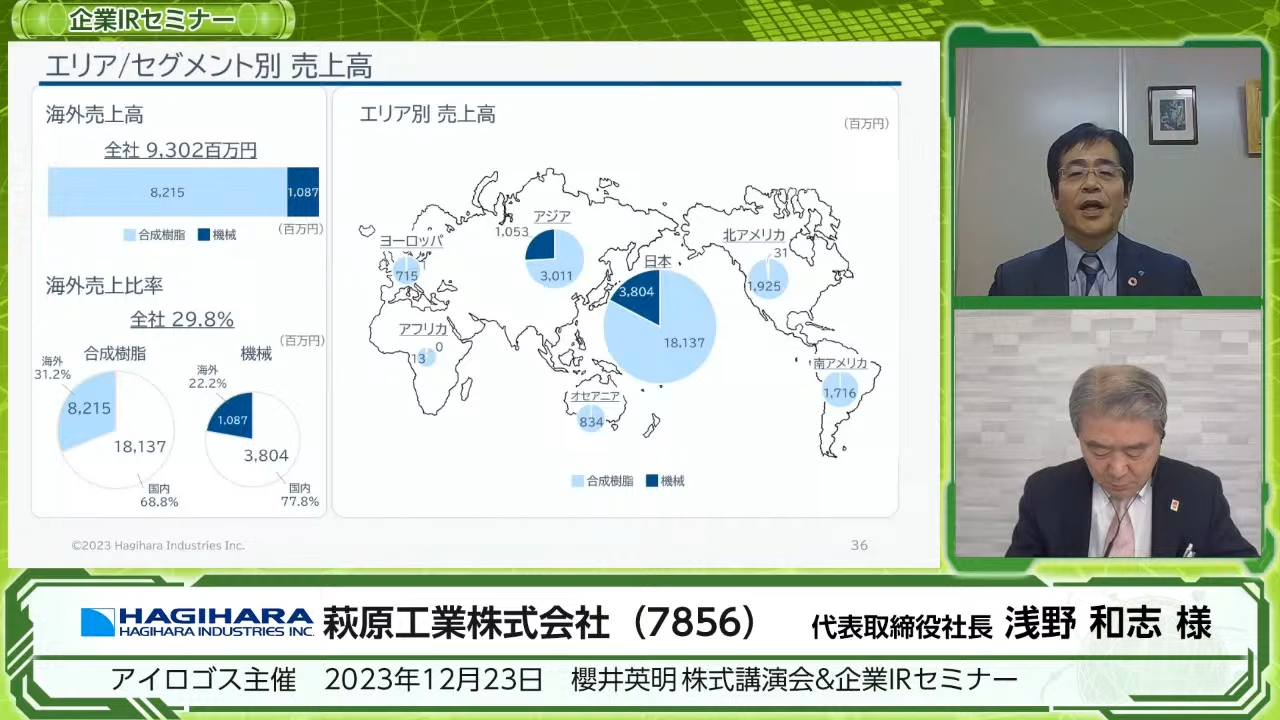 企業IRセミナー
エリア/セグメント別 売上高
海外売上高
全社 9,302百万円
8,215
1,087
合成樹脂 機械
(百万円)
海外売上比率
全社 29.8%
(百万円)
合成樹脂
海外
31.2%
8,215
18,137
国内
68.8%
機械
海外
22.2%
1,087
3,804
国内
77.8%
エリア別 売上高
(百万円)
ヨーロッパ
715
1
アジア
1,053
3,011
日本
3,804
18,137
北アメリカ
31
1,925
アフリカ
0
13
オセアニア
834
南アメリカ
1,716
合成樹脂 機械
©2023 Hagihara Industries Inc.
36
HAGIHARA
HAGIHARA INDUSTRIES INC.
萩原工業株式会社(7856) 代表取締役社長 浅野 和志 様
アイロゴス主催 2023年12月23日 櫻井英明 株式講演会&企業IRセミナー